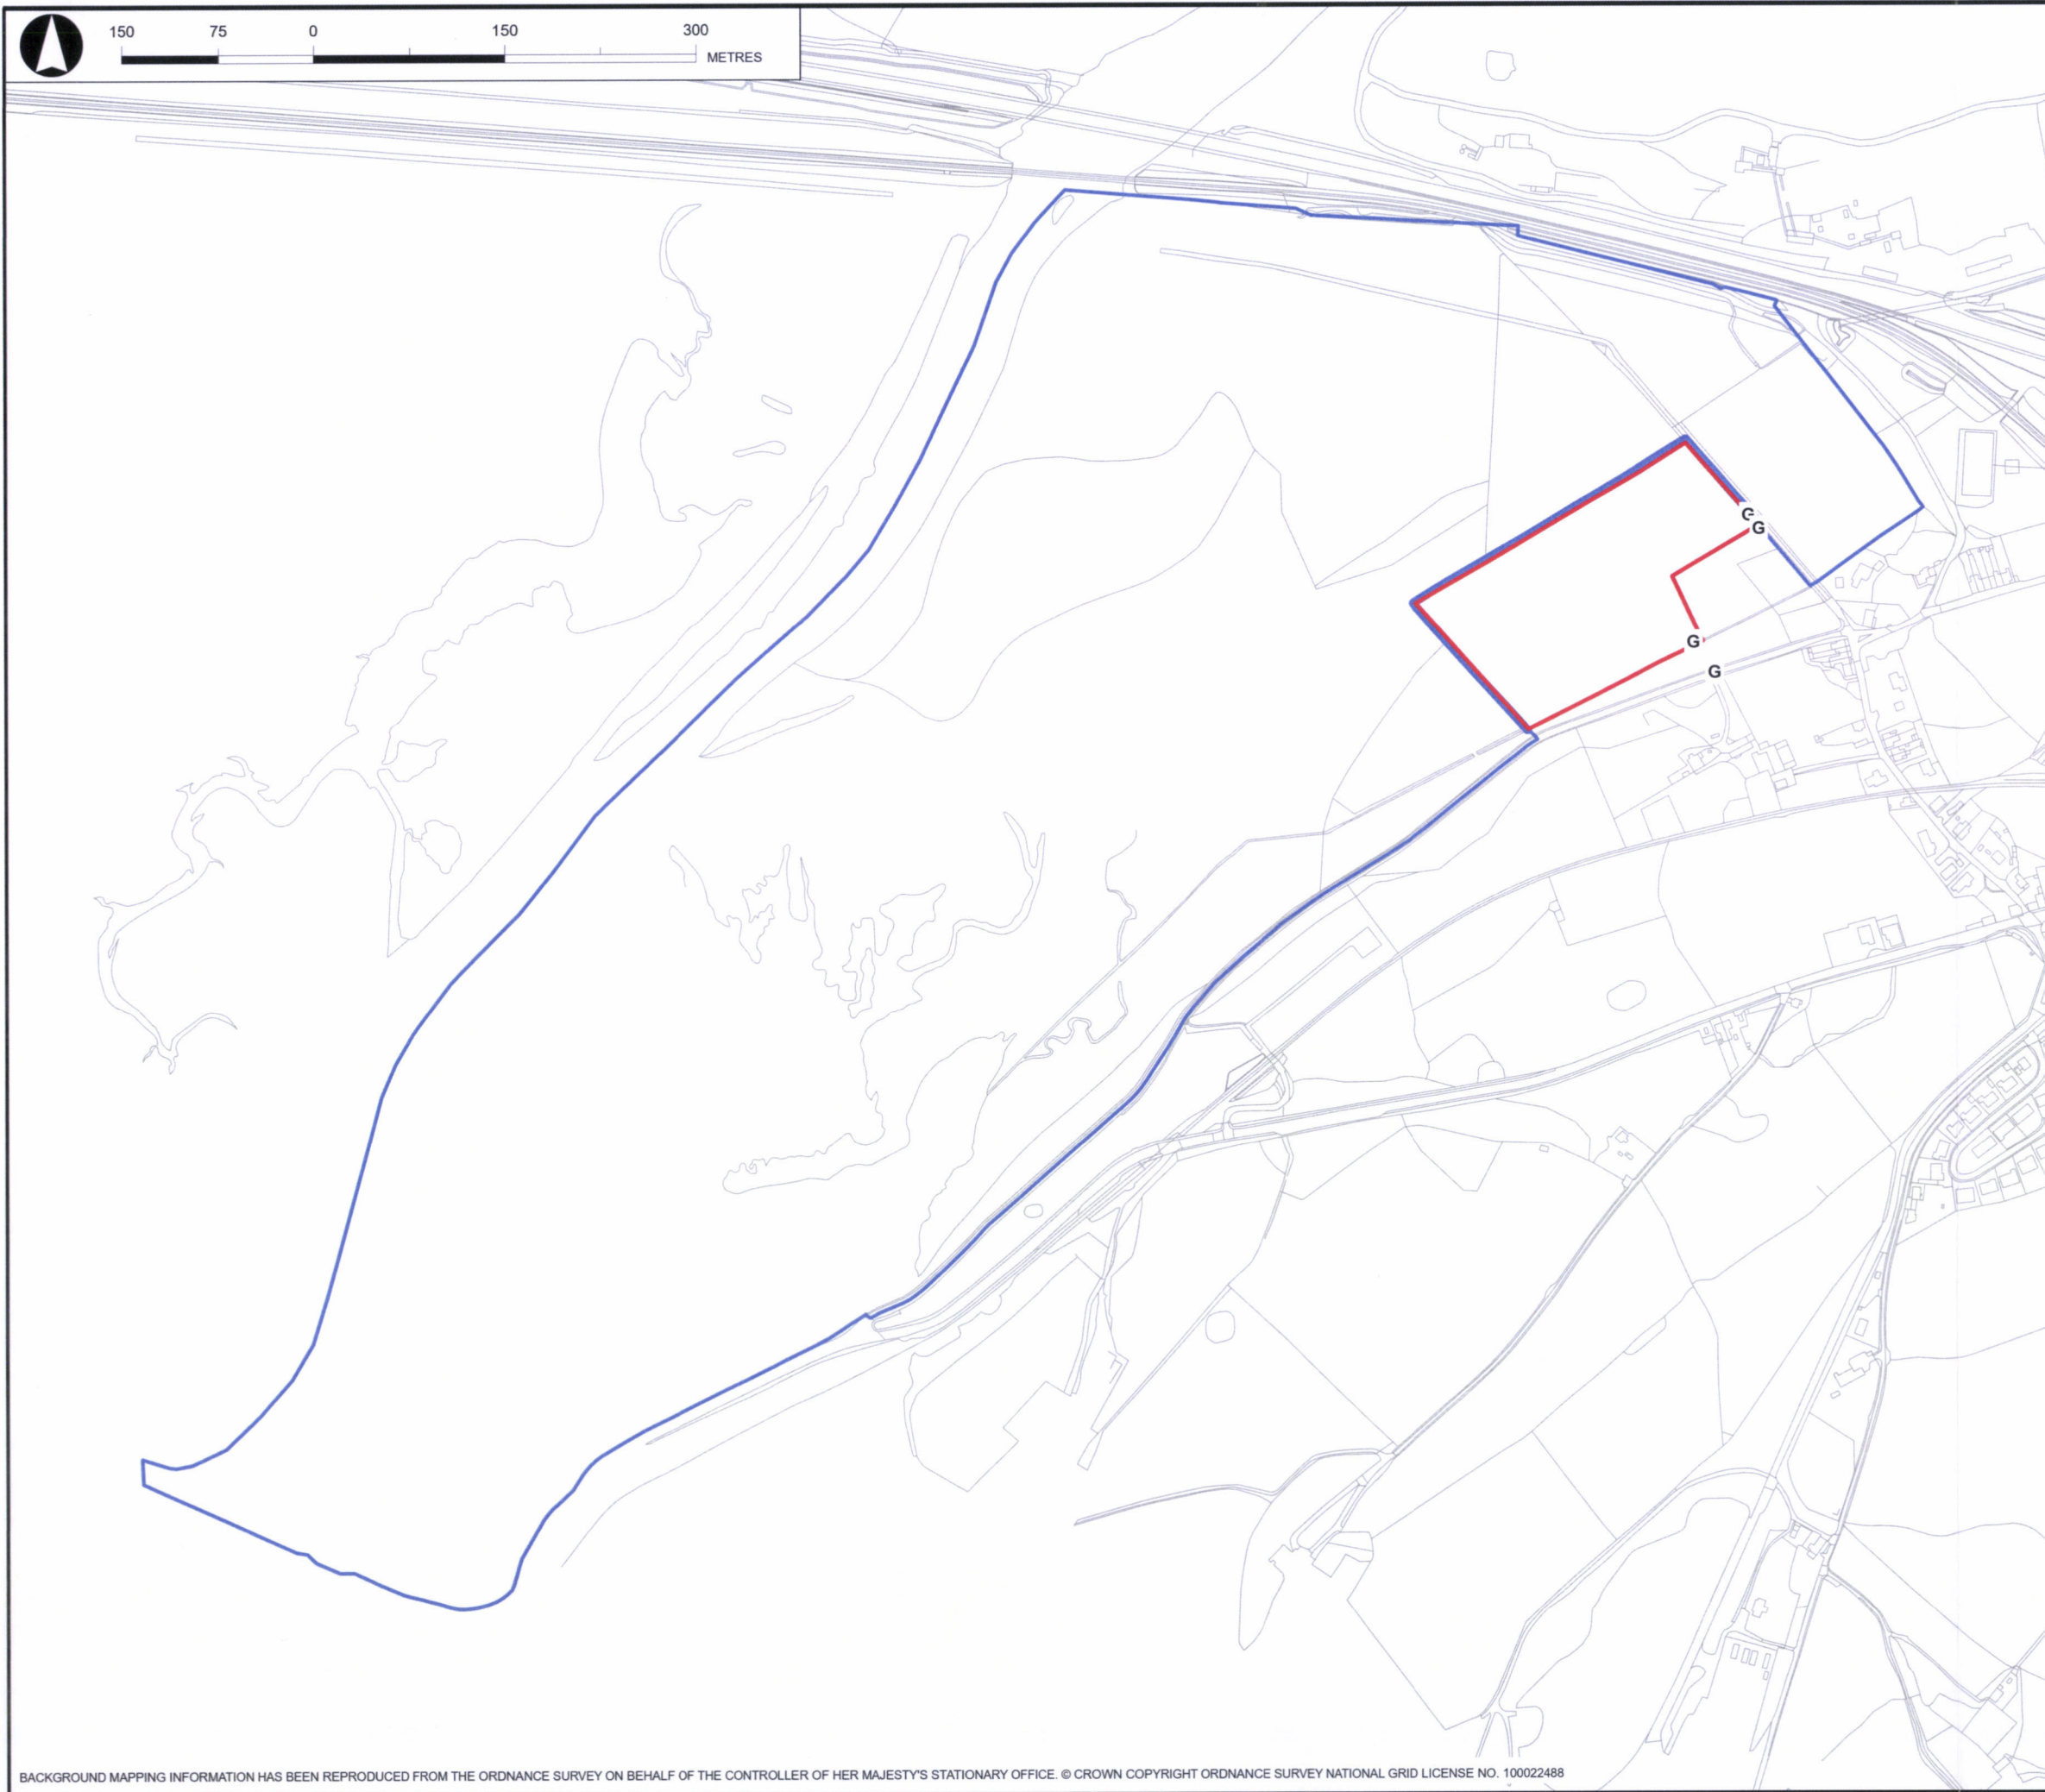 150 75 0 150 300
METRES
G
G
G
G
BACKGROUND MAPPING INFORMATION HAS BEEN REPRODUCED FROM THE ORDNANCE SURVEY ON BEHALF OF THE CONTROLLER OF HER MAJESTY'S STATIONARY OFFICE. © CROWN COPYRIGHT ORDNANCE SURVEY NATIONAL GRID LICENSE NO. 100022488